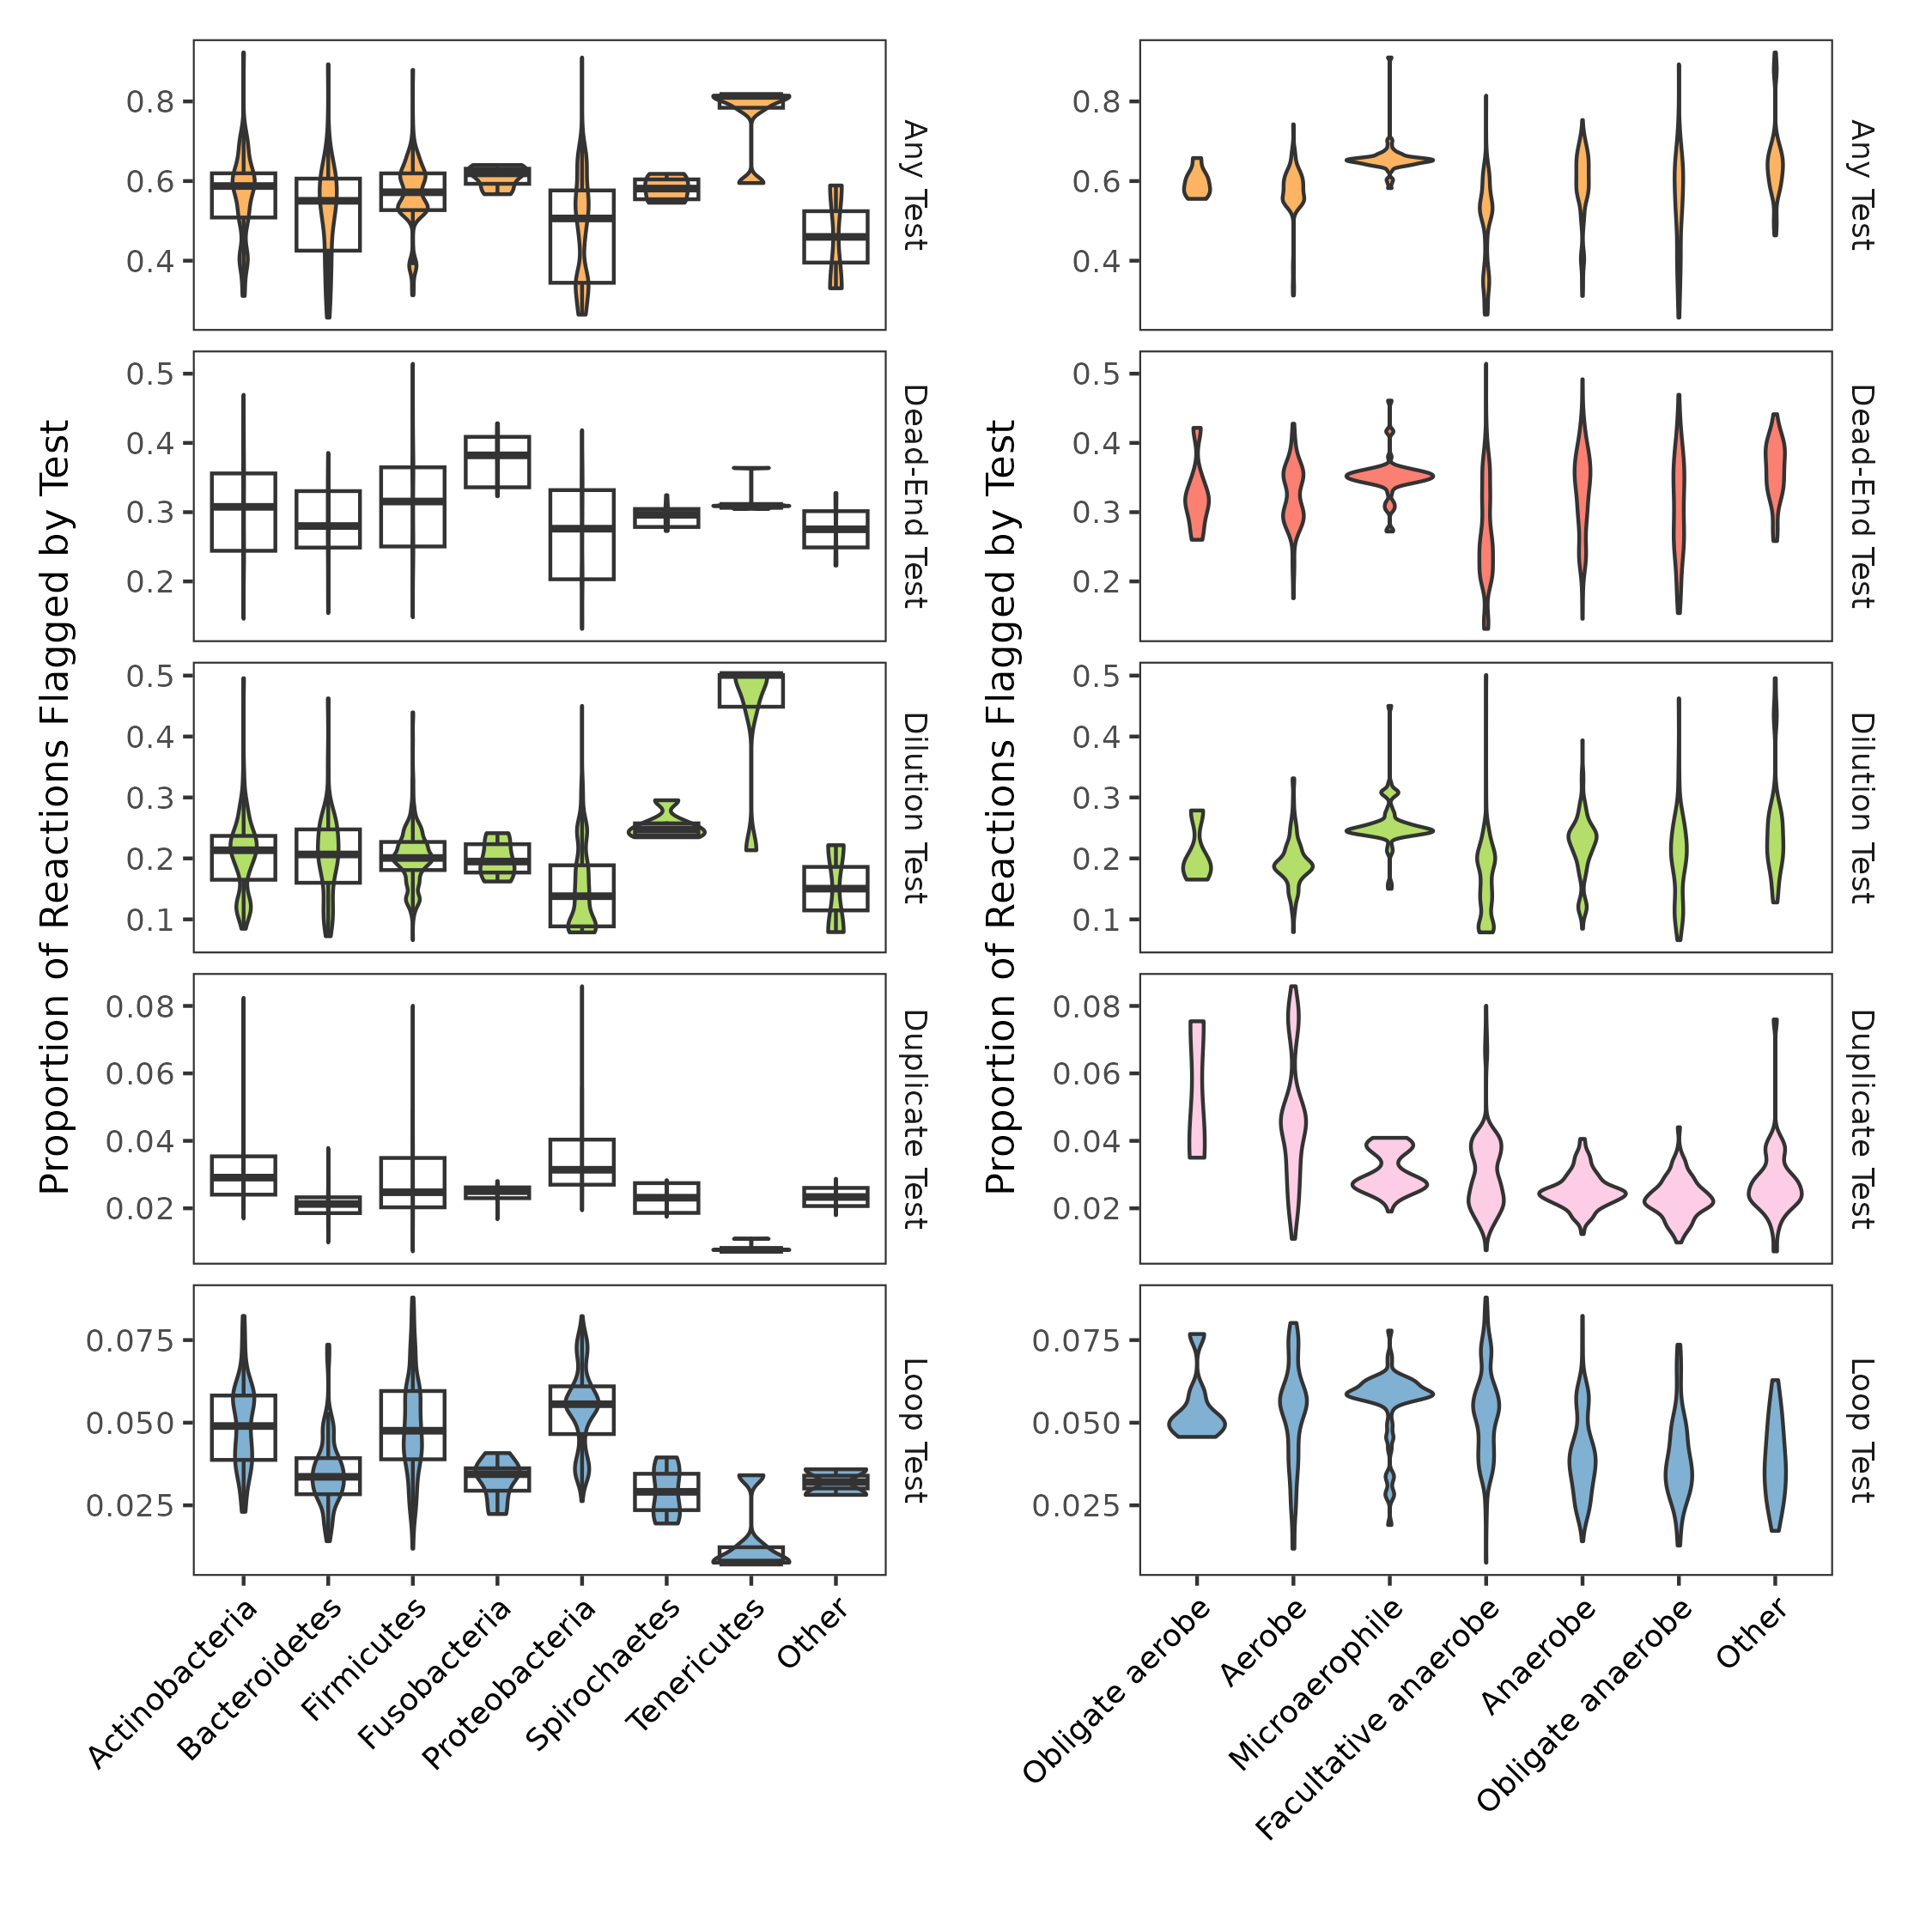 Proportion of Reactions Flagged by Test
0.8
0.6
0.4
Any Test
0.5
0.4
0.3
0.2
Dead-End Test
0.5
0.4
0.3
0.2
0.1
Dilution Test
0.08
0.06
0.04
0.02
Duplicate Test
0.075
0.050
0.025
Loop Test
Actinobacteria
Bacteroidetes
Firmicutes
Fusobacteria
Proteobacteria
Spirochaetes
Tenericutes
Other
Proportion of Reactions Flagged by Test
0.8
0.6
0.4
Any Test
0.5
0.4
0.3
0.2
Dead-End Test
0.5
0.4
0.3
0.2
0.1
Dilution Test
0.08
0.06
0.04
0.02
Duplicate Test
0.075
0.050
0.025
Loop Test
Obligate aerobe
Aerobe
Microaerophile
Facultative anaerobe
Anaerobe
Obligate anaerobe
Other